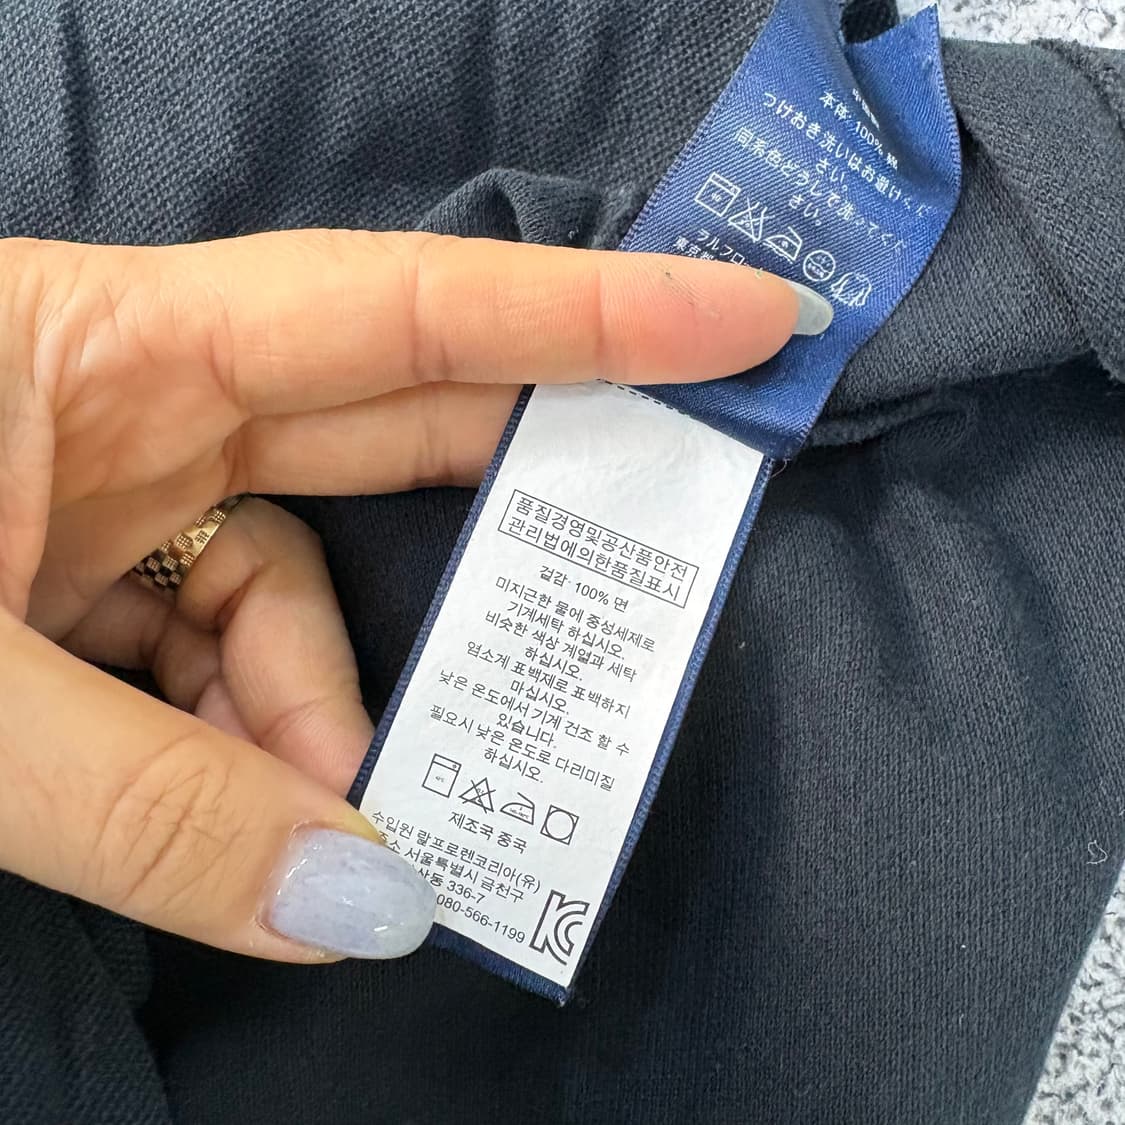 本体: 100% 綿
つけおき洗いはお避けくだ
さい。
同系色どうしで洗ってくだ
さい。
ラルフロー
東京都
품질경영및공산품안전
관리법에의한품질표시
겉감: 100% 면
미지근한 물에 중성세제로
기계세탁 하십시오.
비슷한 색상 계열과 세탁
하십시오.
염소계 표백제로 표백하지
마십시오.
낮은 온도에서 기계 건조 할 수
있습니다.
필요시 낮은 온도로 다리미질
하십시오.
제조국 중국
수입원 랄프로렌코리아(유)
주소 서울특별시 금천구
산동 336-7
080-566-1199